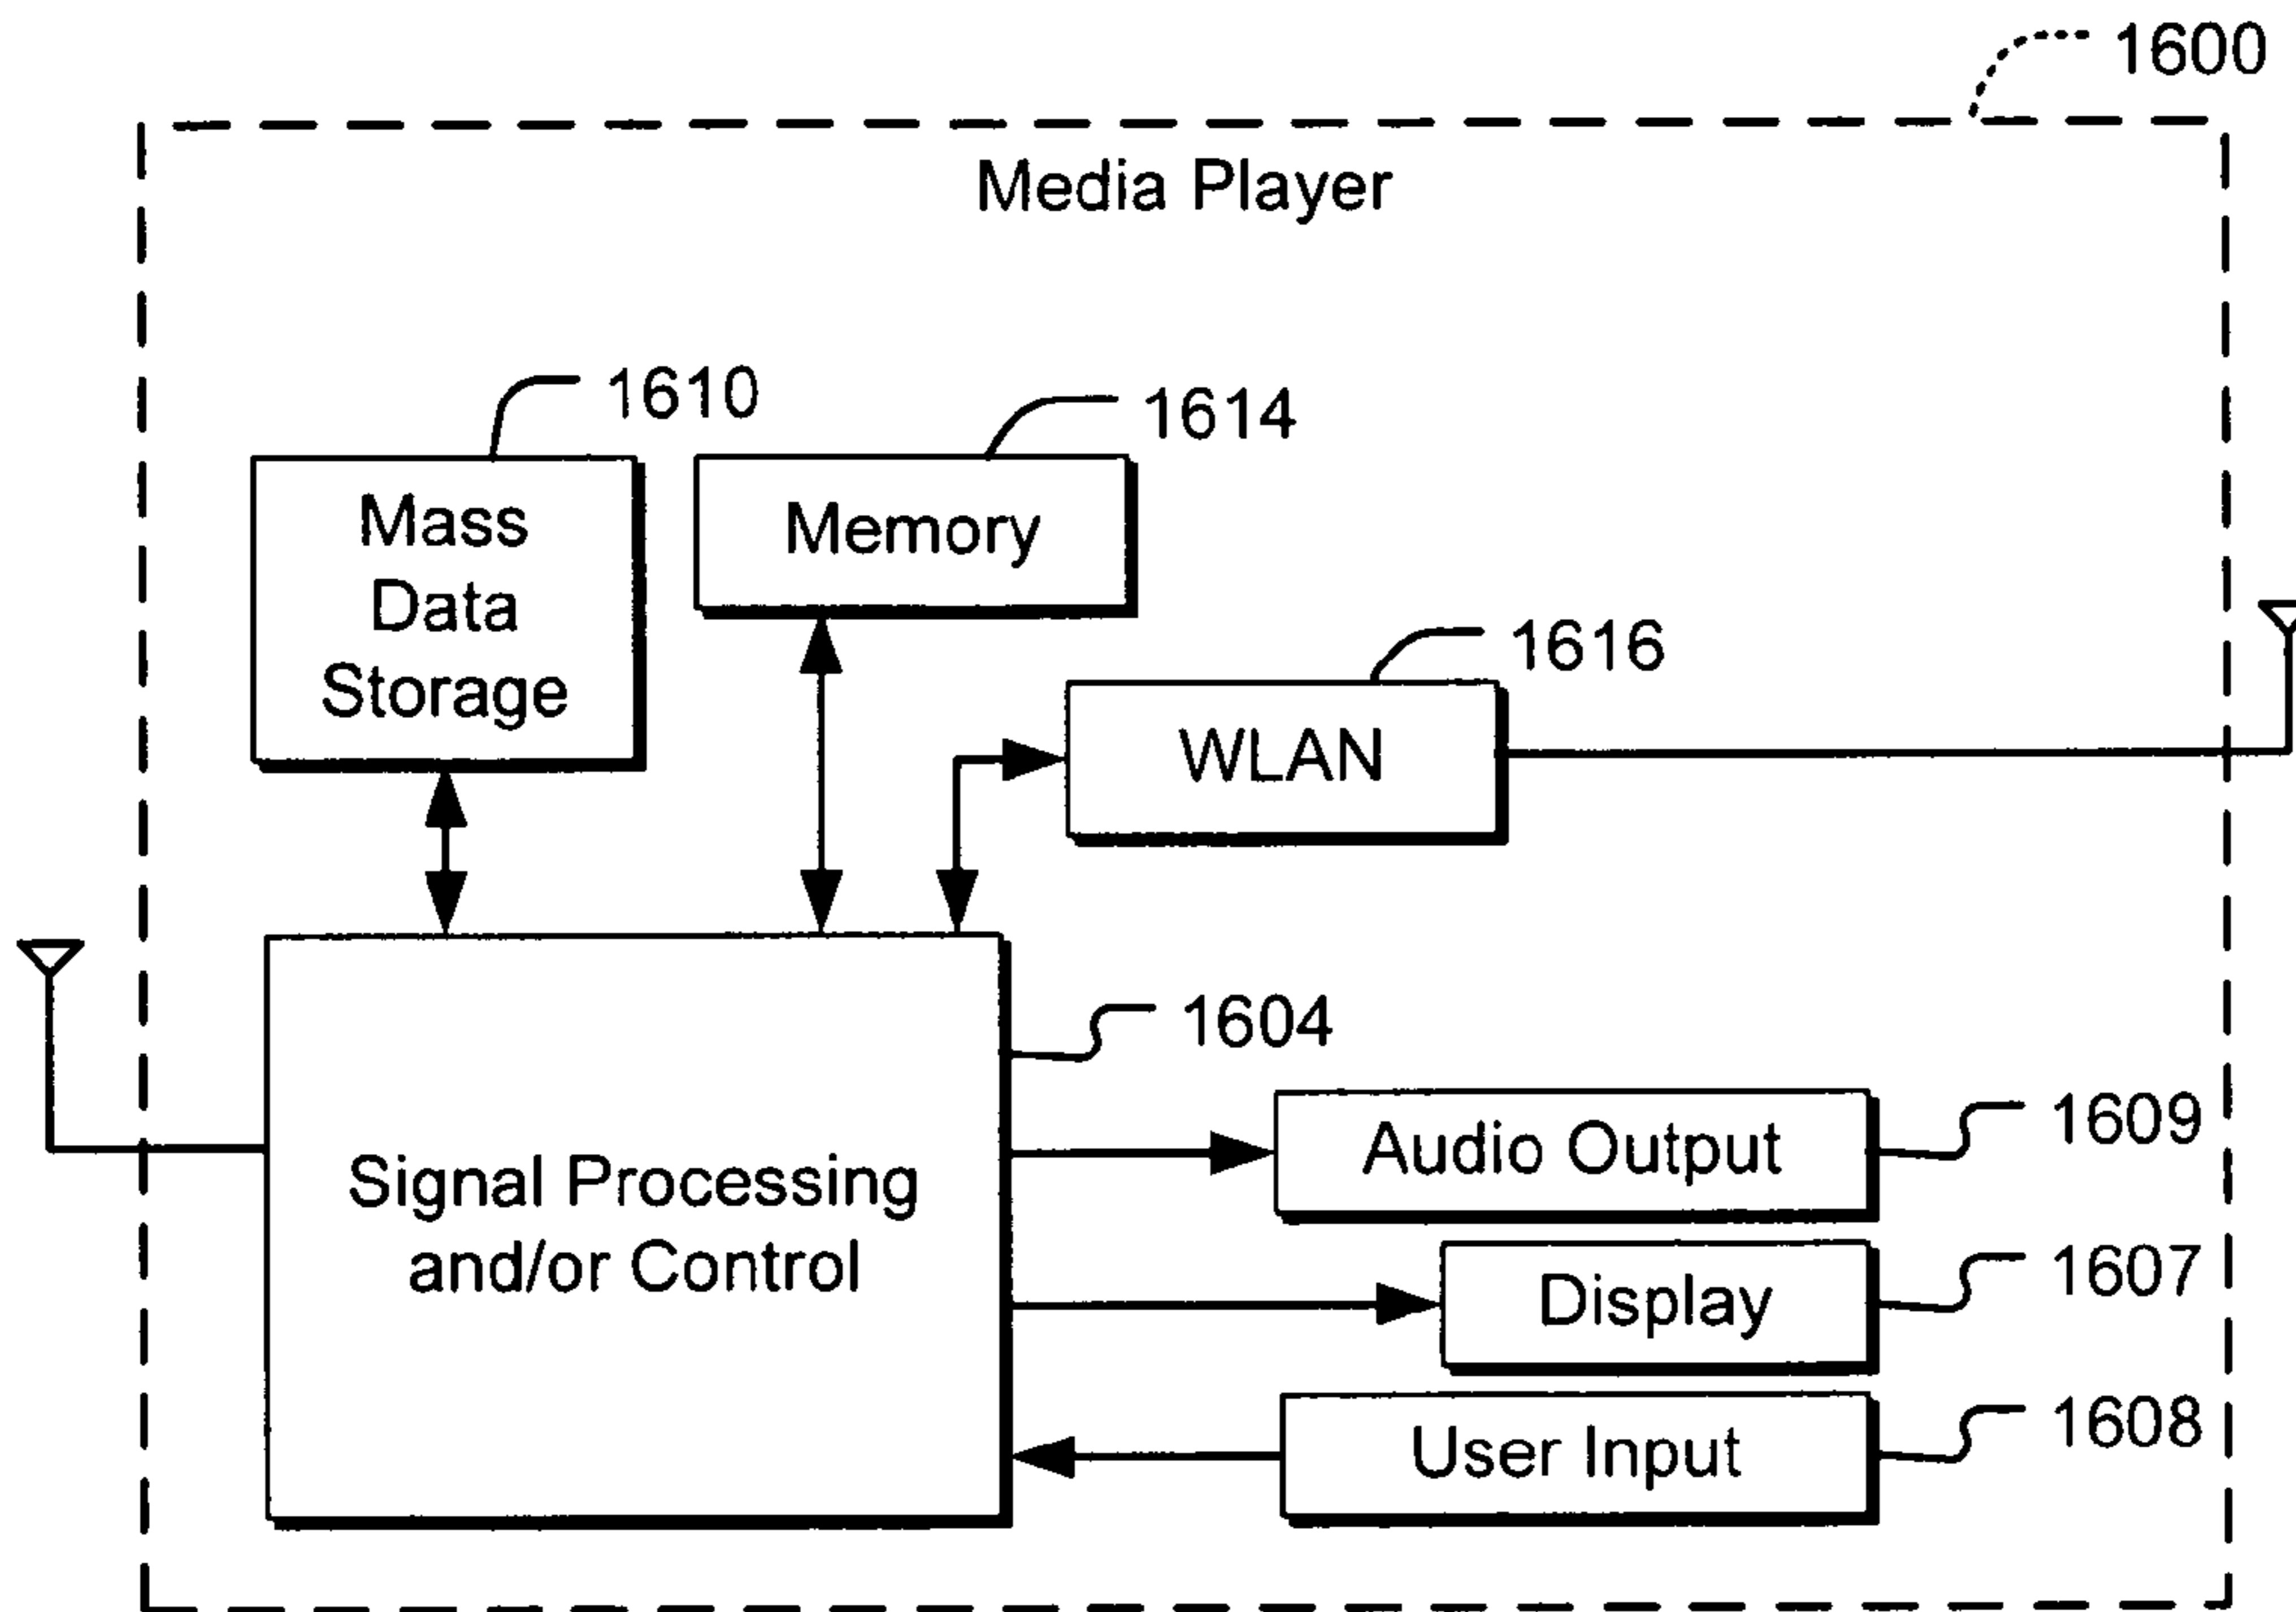 1600
Media Player
1610
1614
Mass
Data
Storage
Memory
1616
WLAN
1604
Signal Processing
and/or Control
Audio Output
1609
Display
1607
User Input
1608